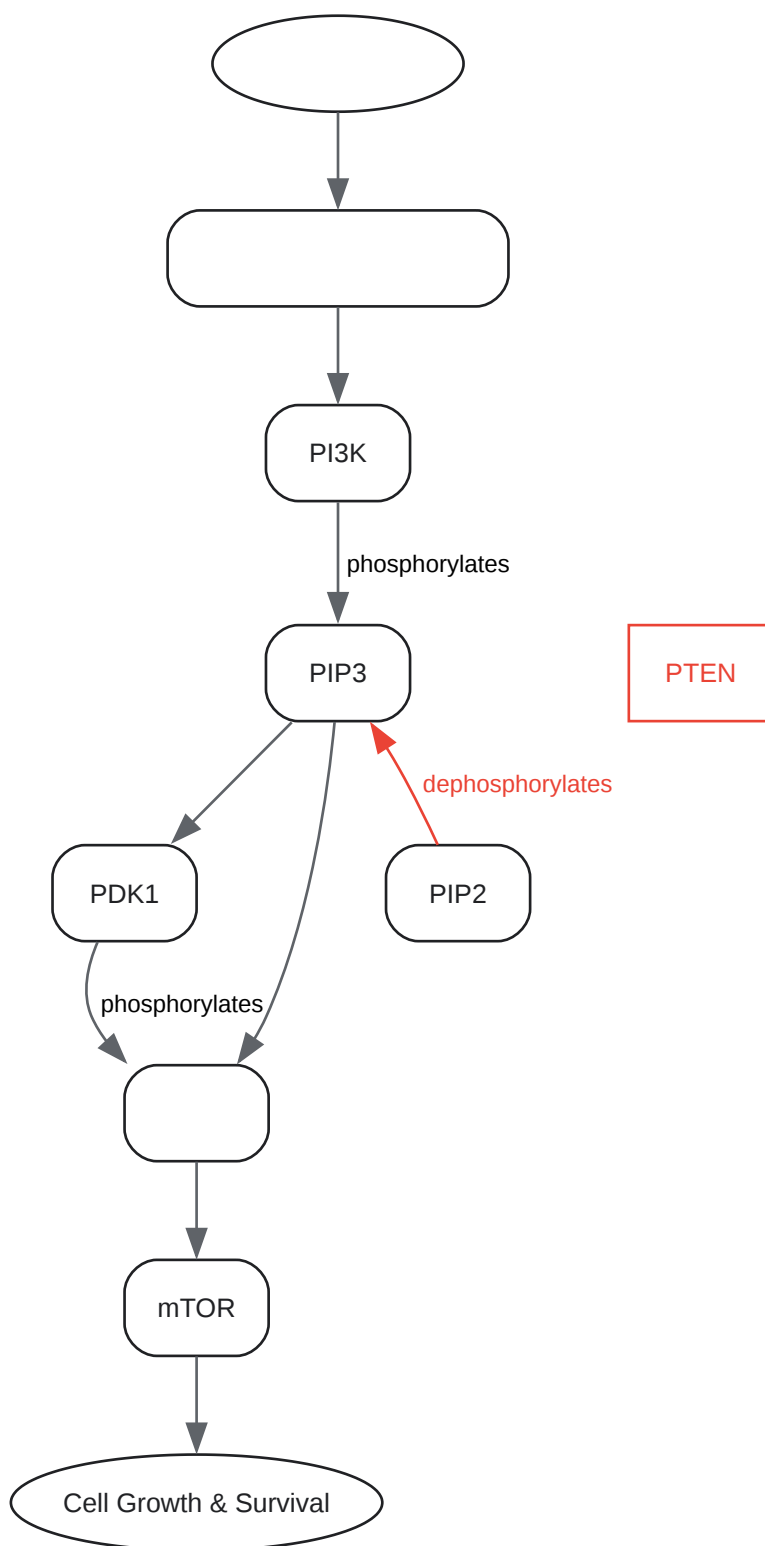 PI3K
phosphorylates
PIP3
PTEN
dephosphorylates
PDK1
PIP2
phosphorylates
mTOR
Cell Growth & Survival